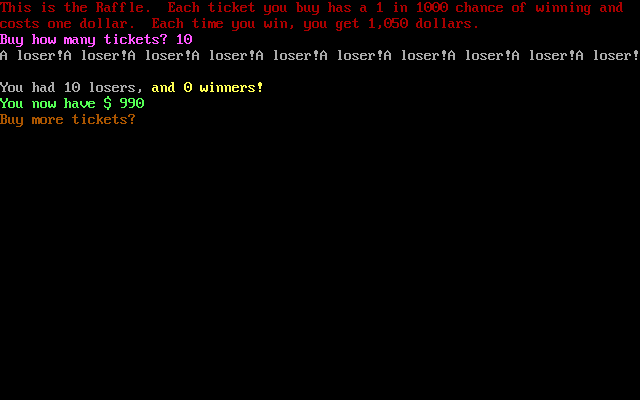 This is the Raffle.  Each ticket you buy has a 1 in 1000 chance of winning and
costs one dollar.  Each time you win, you get 1,050 dollars.
Buy how many tickets? 10
A loser!A loser!A loser!A loser!A loser!A loser!A loser!A loser!A loser!A loser!
You had 10 losers, and 0 winners!
You now have $ 990
Buy more tickets?